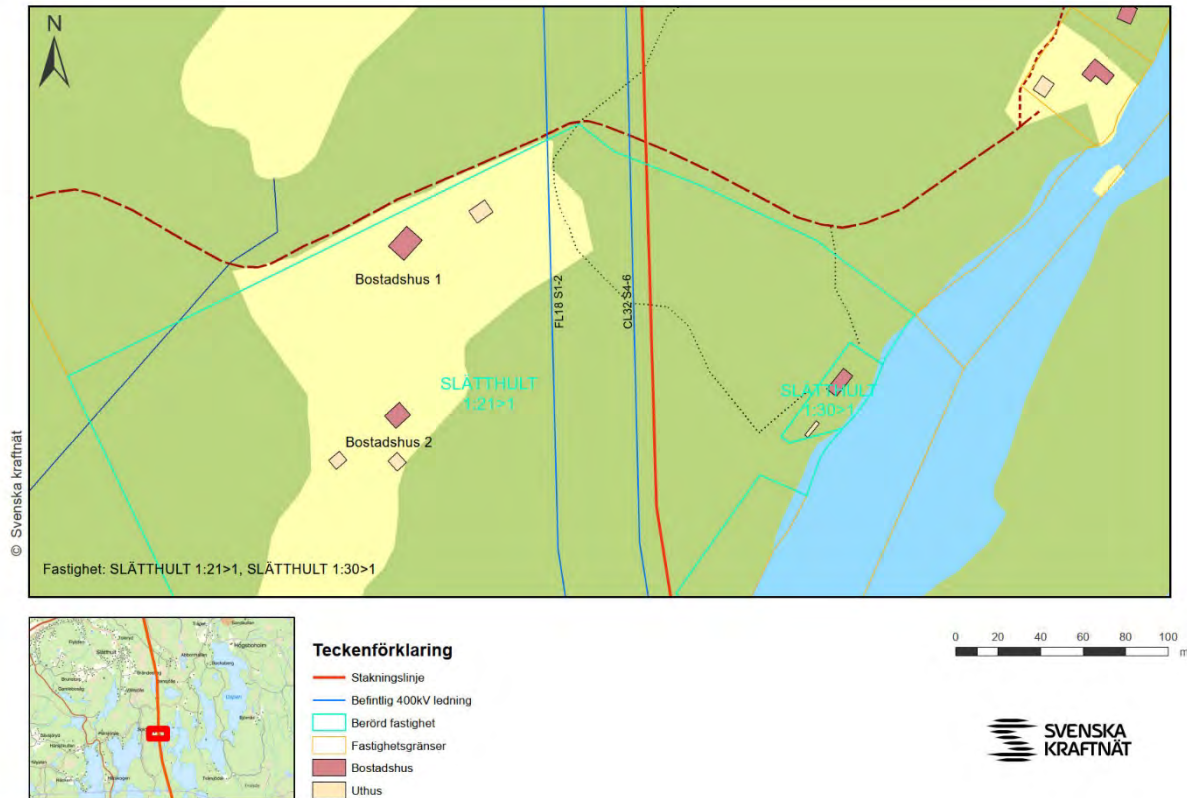 N
Bostadshus 1
FL18 S1-2
CL32 S4-6
SLÄTTHULT
1:21>1
SLÄTTHULT
1:30>1
Bostadshus 2
© Svenska kraftnät
Fastighet: SLÄTTHULT 1:21>1, SLÄTTHULT 1:30>1
Slätthult
Teckenförklaring
Stakningslinje
Befintlig 400kV ledning
Berörd fastighet
Fastighetsgränser
Bostadshus
Uthus
0 20 40 60 80 100
m
SVENSKA
KRAFTNÄT